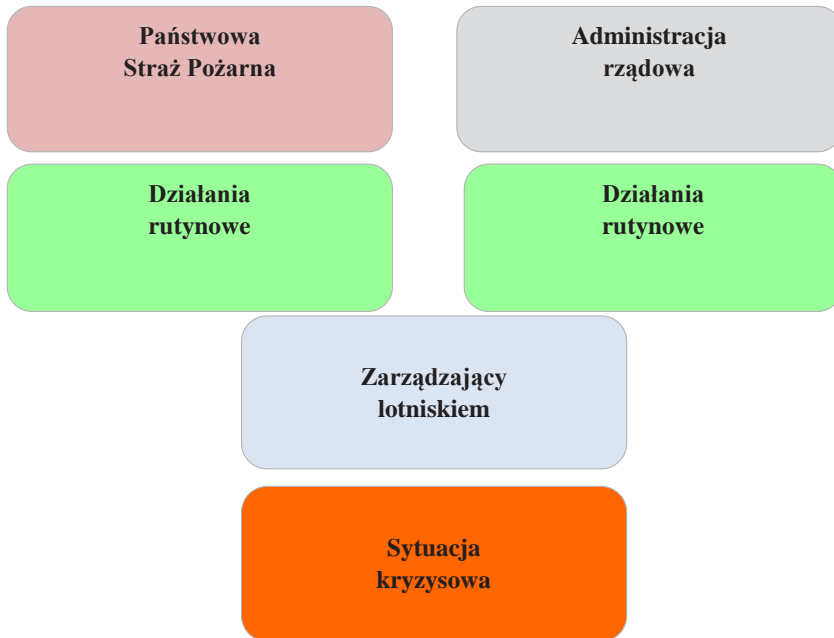 Państwowa
Straż Pożarna
Administracja
rządowa
Działania
rutynowe
Działania
rutynowe
Zarządzający
lotniskiem
Sytuacja
kryzysowa